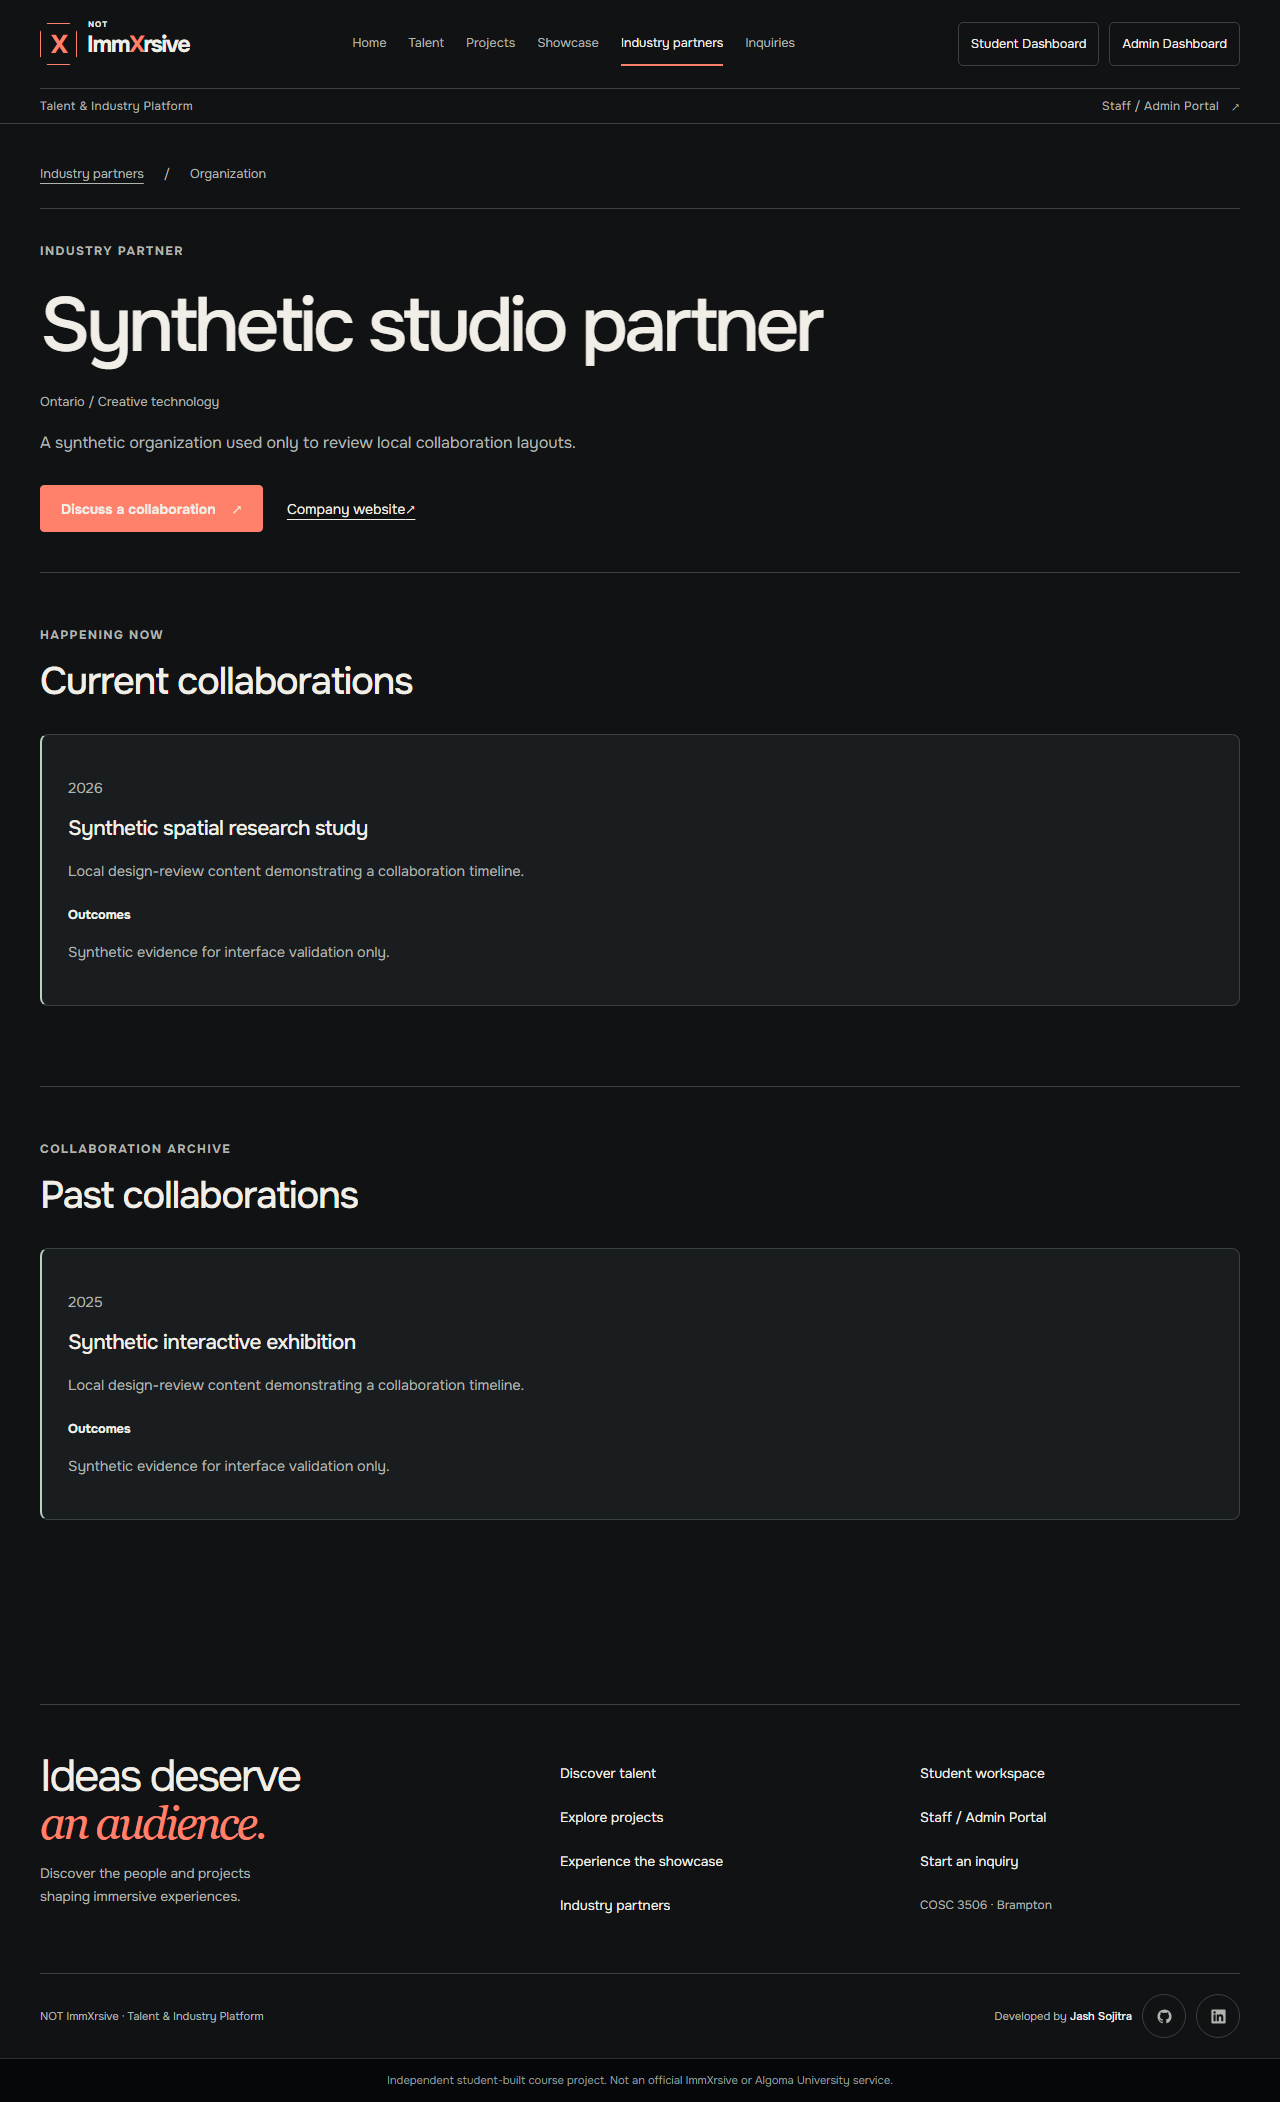 X
NOT
ImmXrsive
Home
Talent
Projects
Showcase
Industry partners
Inquiries
Student Dashboard
Admin Dashboard
Talent & Industry Platform
Staff / Admin Portal ↗
Industry partners / Organization
INDUSTRY PARTNER
Synthetic studio partner
Ontario / Creative technology
A synthetic organization used only to review local collaboration layouts.
Discuss a collaboration ↗
Company website↗
HAPPENING NOW
Current collaborations
2026
Synthetic spatial research study
Local design-review content demonstrating a collaboration timeline.
Outcomes
Synthetic evidence for interface validation only.
COLLABORATION ARCHIVE
Past collaborations
2025
Synthetic interactive exhibition
Local design-review content demonstrating a collaboration timeline.
Outcomes
Synthetic evidence for interface validation only.
Ideas deserve
an audience.
Discover the people and projects
shaping immersive experiences.
Discover talent
Explore projects
Experience the showcase
Industry partners
Student workspace
Staff / Admin Portal
Start an inquiry
COSC 3506 · Brampton
NOT ImmXrsive · Talent & Industry Platform
Developed by Jash Sojitra
in
Independent student-built course project. Not an official ImmXrsive or Algoma University service.